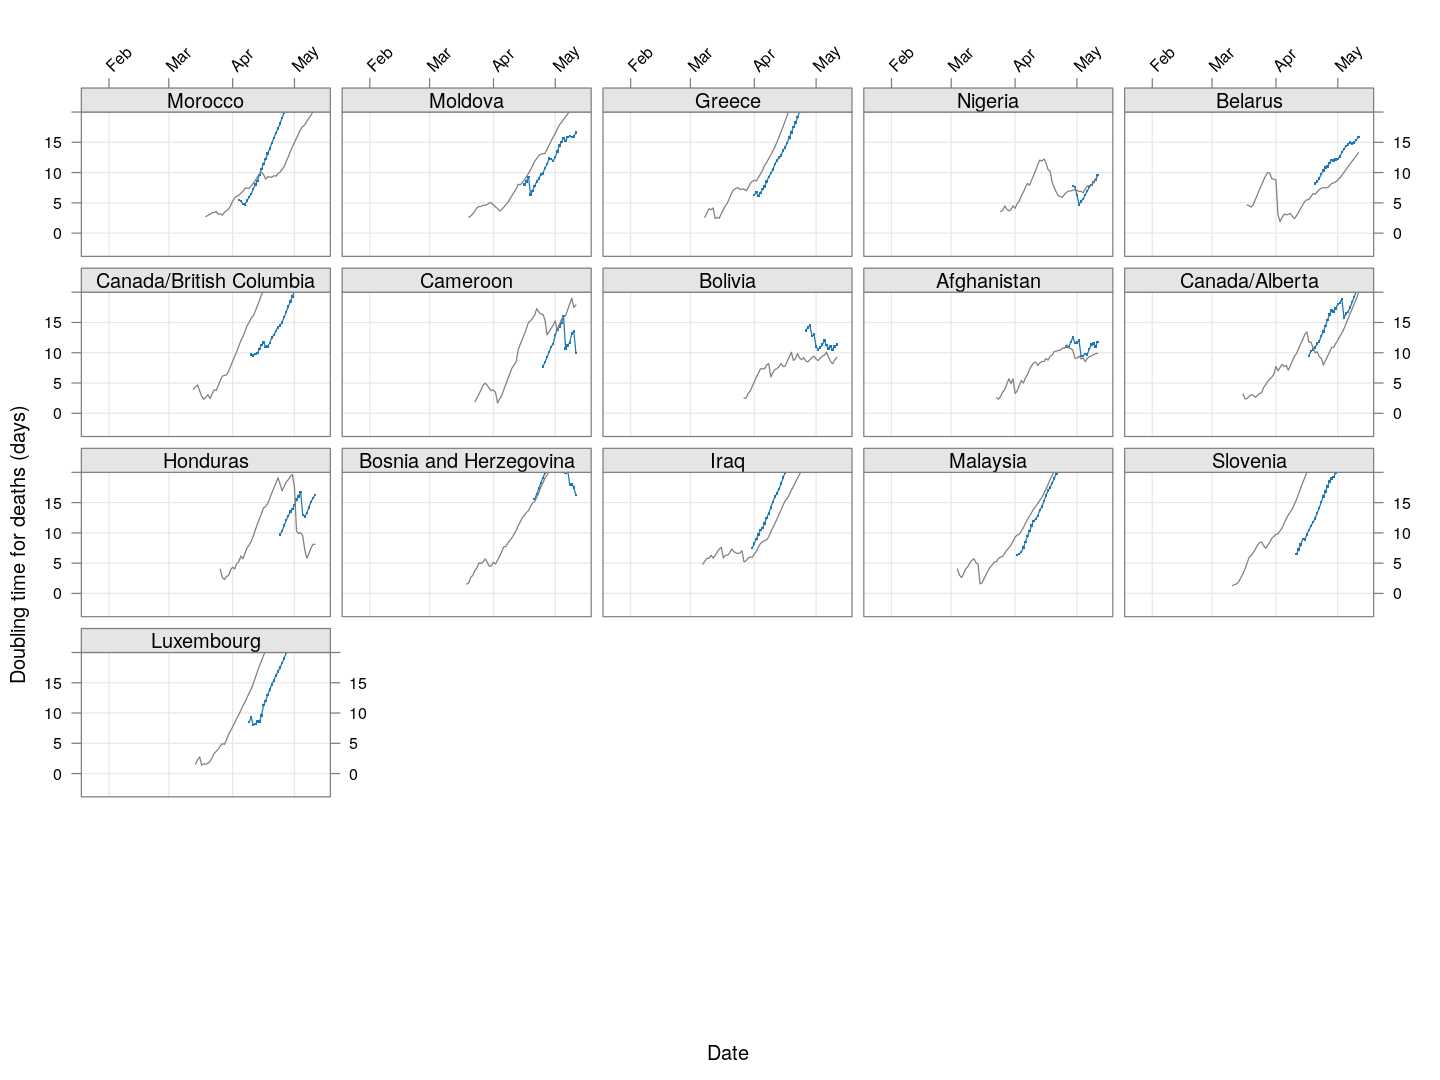 Feb Mar Apr May Feb Mar Apr May Feb Mar Apr May Feb Mar Apr May Feb Mar Apr May
Morocco Moldova Greece Nigeria Belarus
15 15
10 10
5 5
0 0
Canada/British Columbia Cameroon Bolivia Afghanistan Canada/Alberta
15 15
10 10
5 5
0 0
Honduras Bosnia and Herzegovina Iraq Malaysia Slovenia
15 15
10 10
5 5
0 0
Luxembourg
15 15
10 10
5 5
0 0
Doubling time for deaths (days)
Date